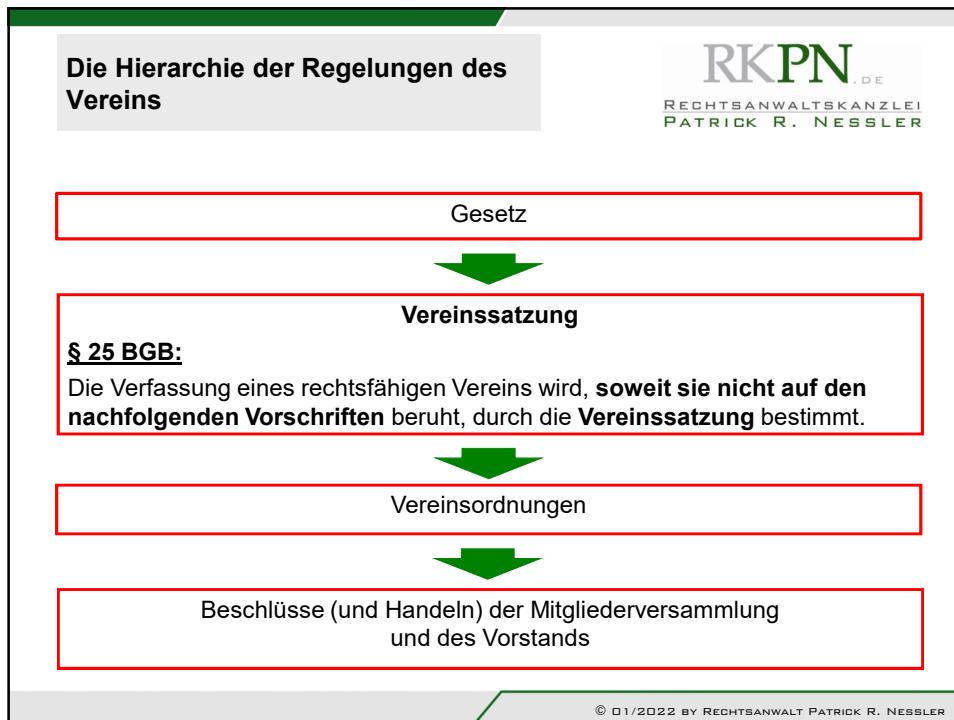 Die Hierarchie der Regelungen des
Vereins
RKPN.DE
RECHTSANWALTSKANZLEI
PATRICK R. NESSLER
Gesetz
Vereinssatzung
§ 25 BGB:
Die Verfassung eines rechtsfähigen Vereins wird, soweit sie nicht auf den
nachfolgenden Vorschriften beruht, durch die Vereinssatzung bestimmt.
Vereinsordnungen
Beschlüsse (und Handeln) der Mitgliederversammlung
und des Vorstands
© 01/2022 BY RECHTSANWALT PATRICK R. NESSLER